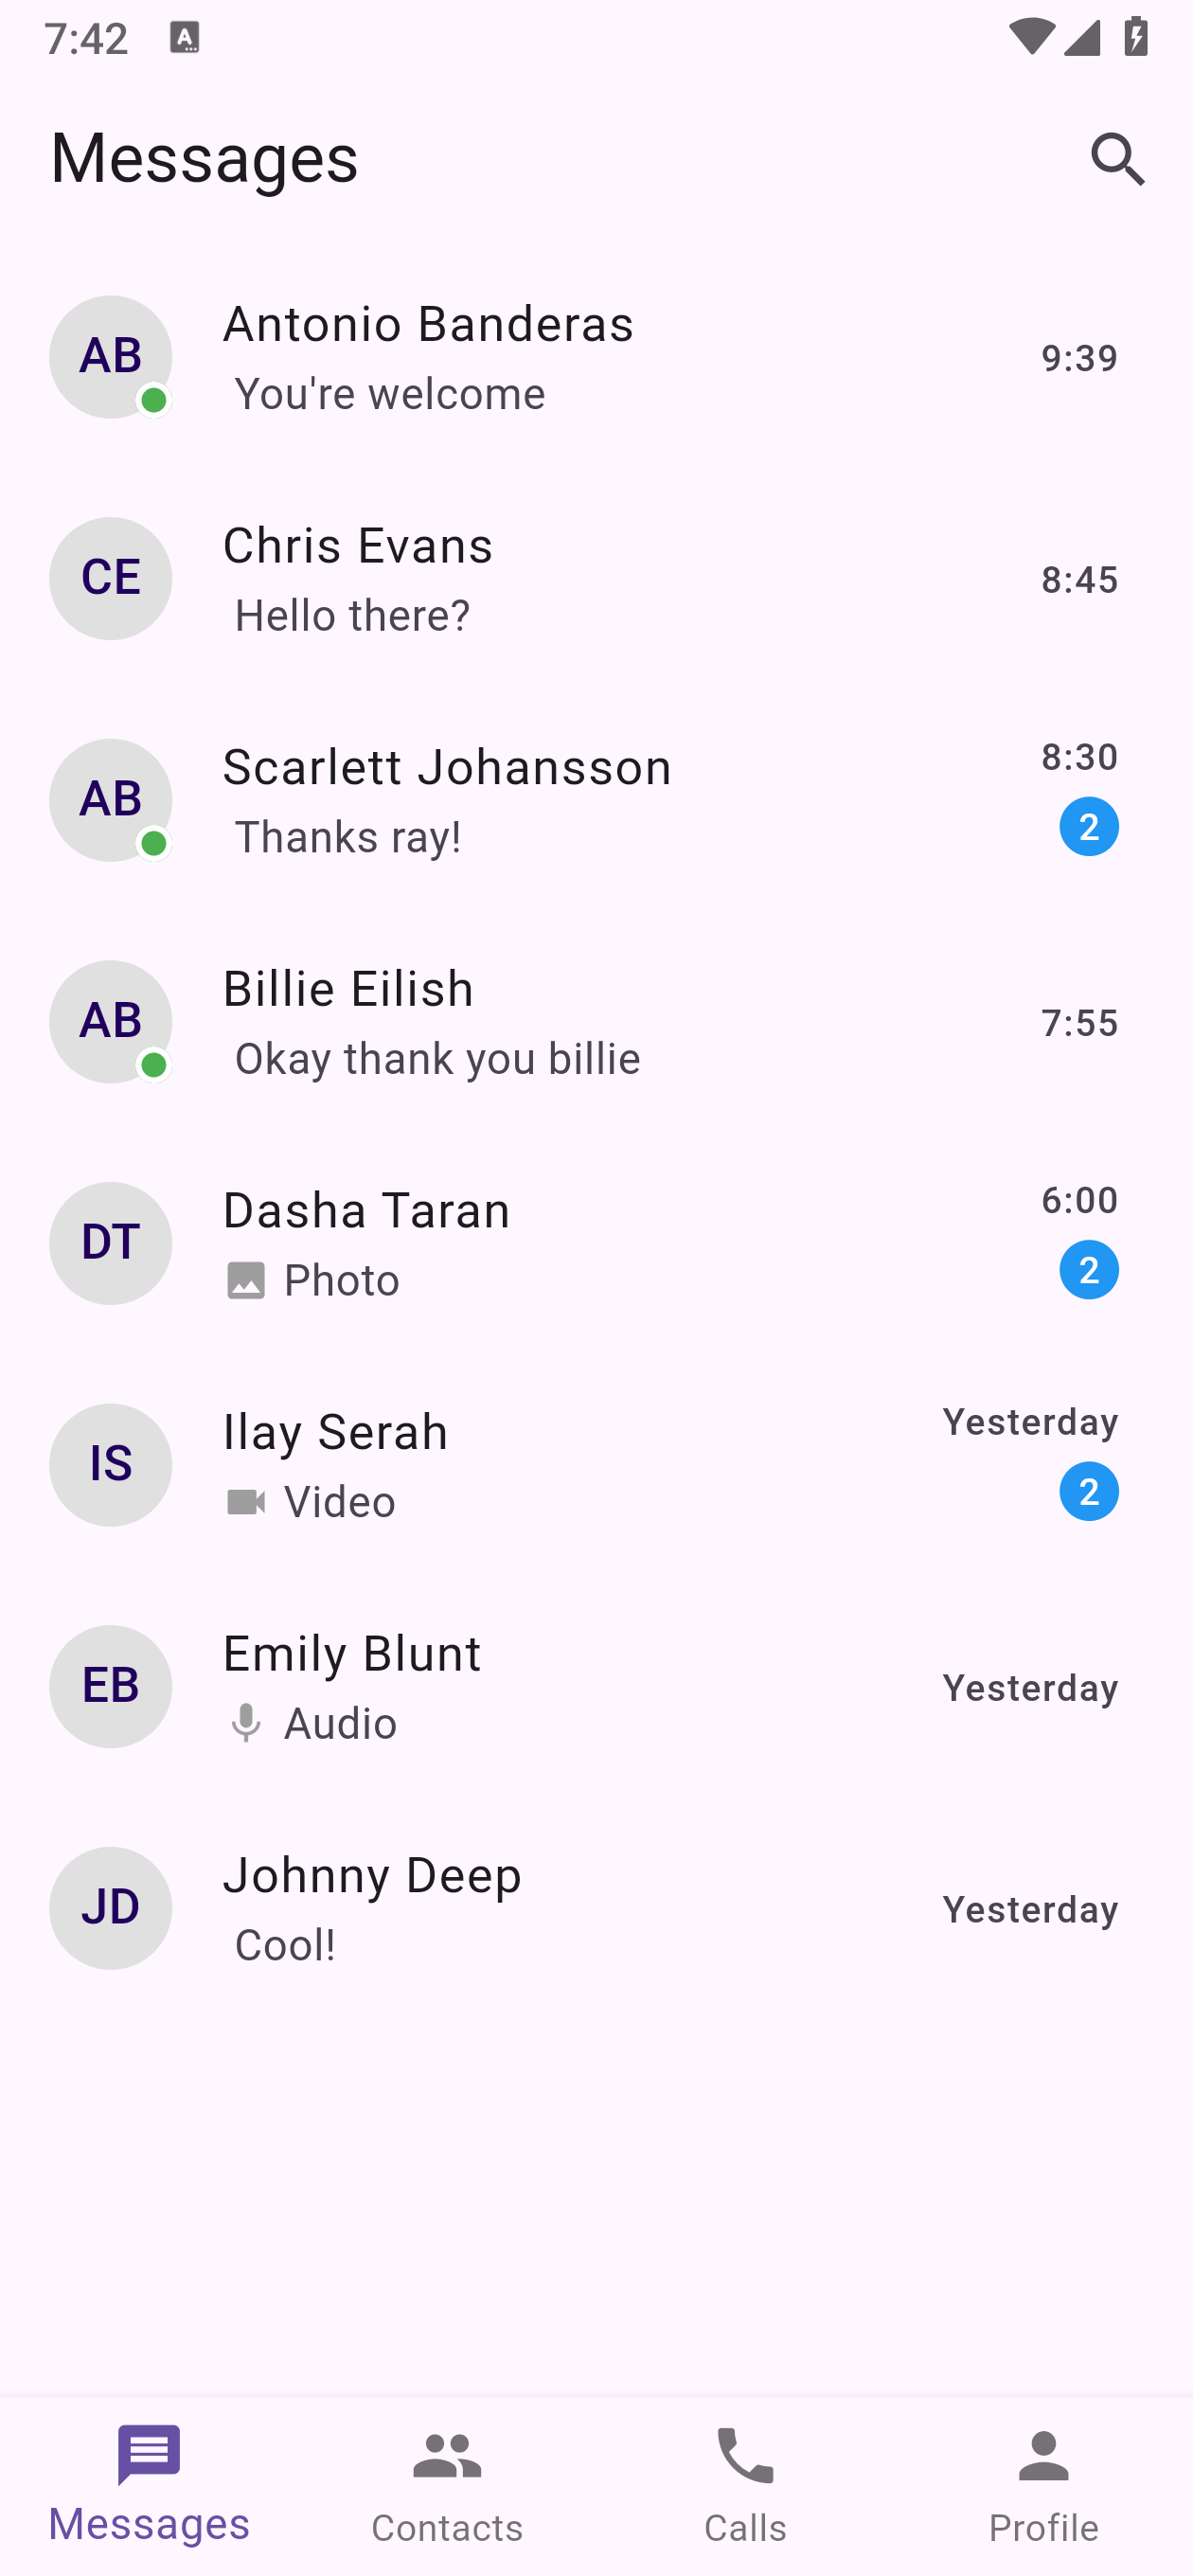 7:42
Messages
AB
Antonio Banderas
You're welcome
9:39
CE
Chris Evans
Hello there?
8:45
AB
Scarlett Johansson
Thanks ray!
8:30
2
AB
Billie Eilish
Okay thank you billie
7:55
DT
Dasha Taran
Photo
6:00
2
IS
Ilay Serah
Video
Yesterday
2
EB
Emily Blunt
Audio
Yesterday
JD
Johnny Deep
Cool!
Yesterday
Messages
Contacts
Calls
Profile